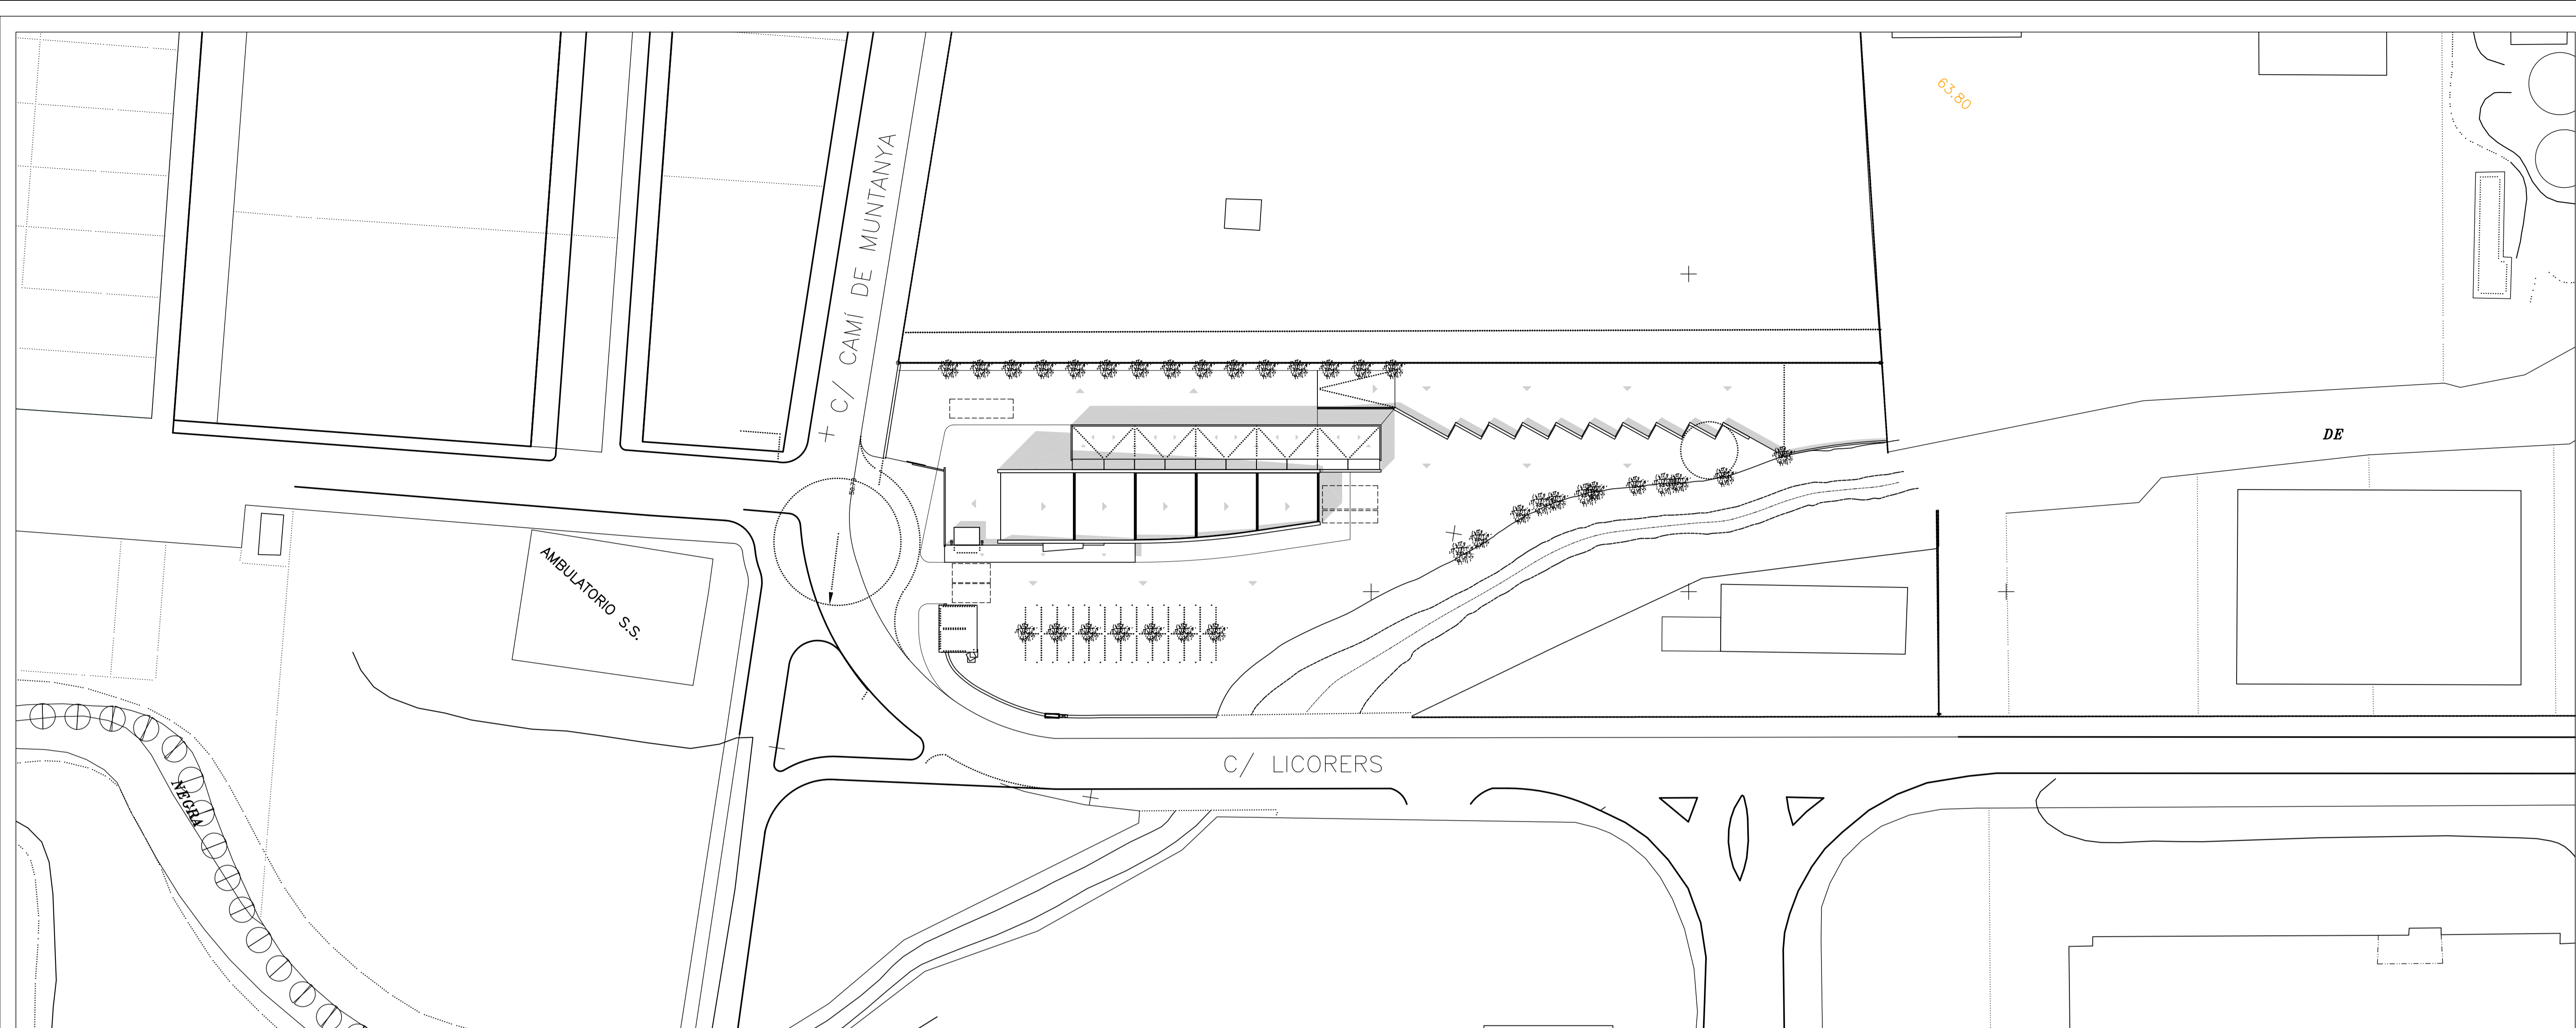 63.80
C/ CAMÍ DE MUNTANYA
DE
AMBULATORIO S.S.
C/ LICORERS
NEGRA